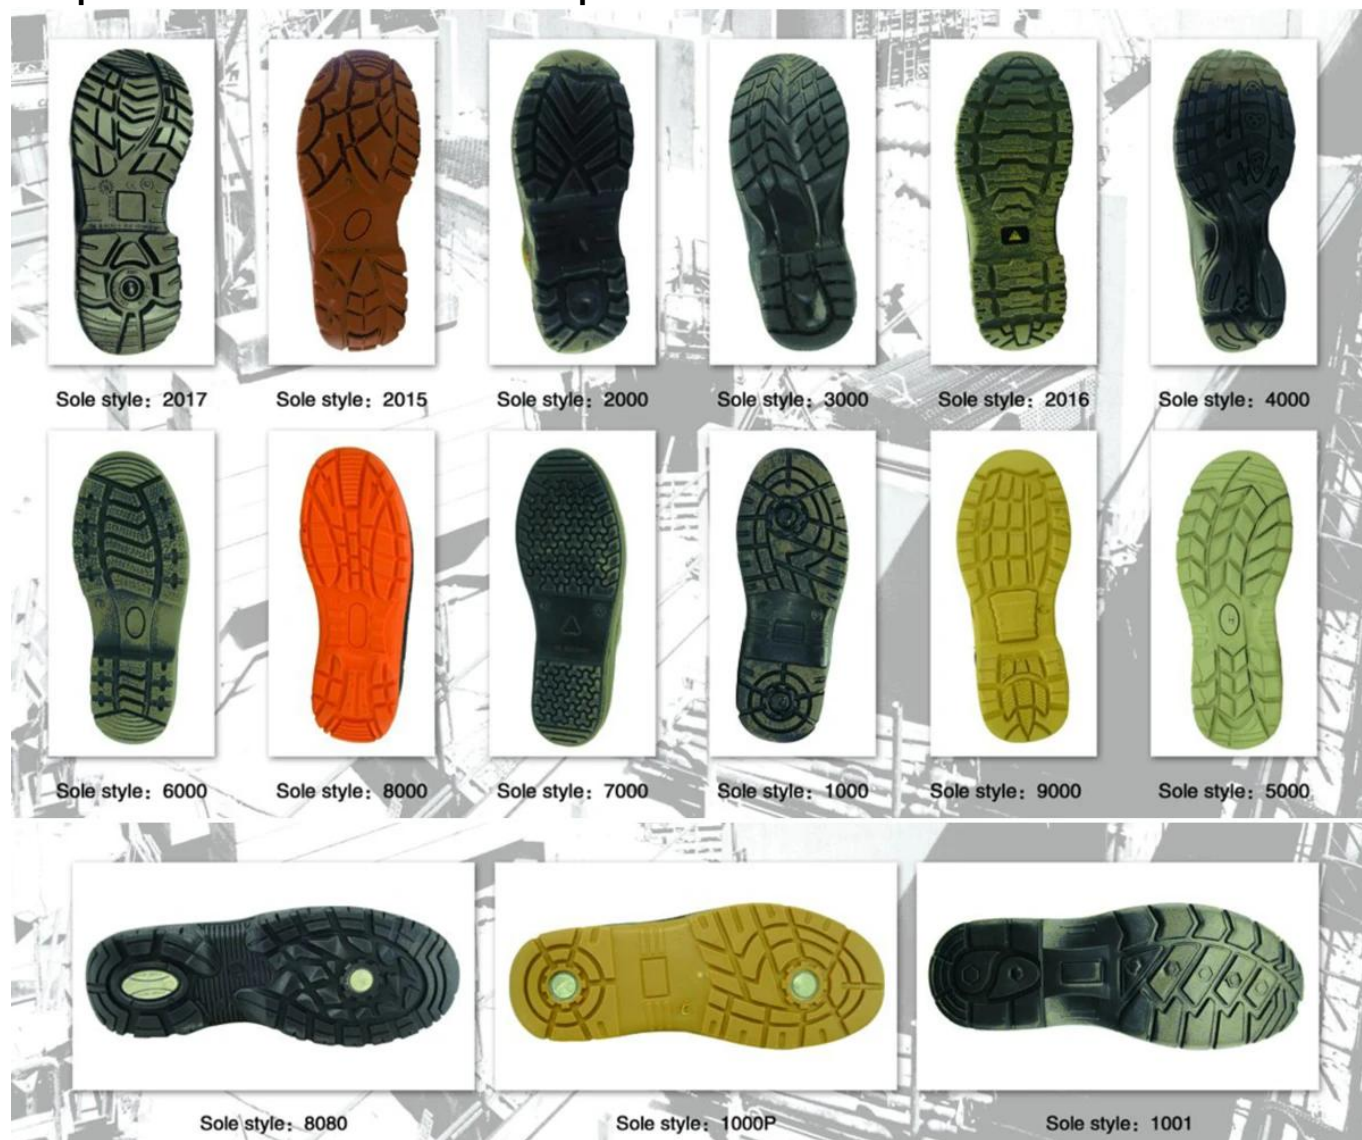 Sole style：2017
Sole style：2015
Sole style：2000
Sole style：3000
Sole style：2016
Sole style：4000
Sole style：6000
Sole style：8000
Sole style：7000
Sole style：1000
Sole style：9000
Sole style：5000
Sole style：8080
Sole style：1000P
Sole style：1001